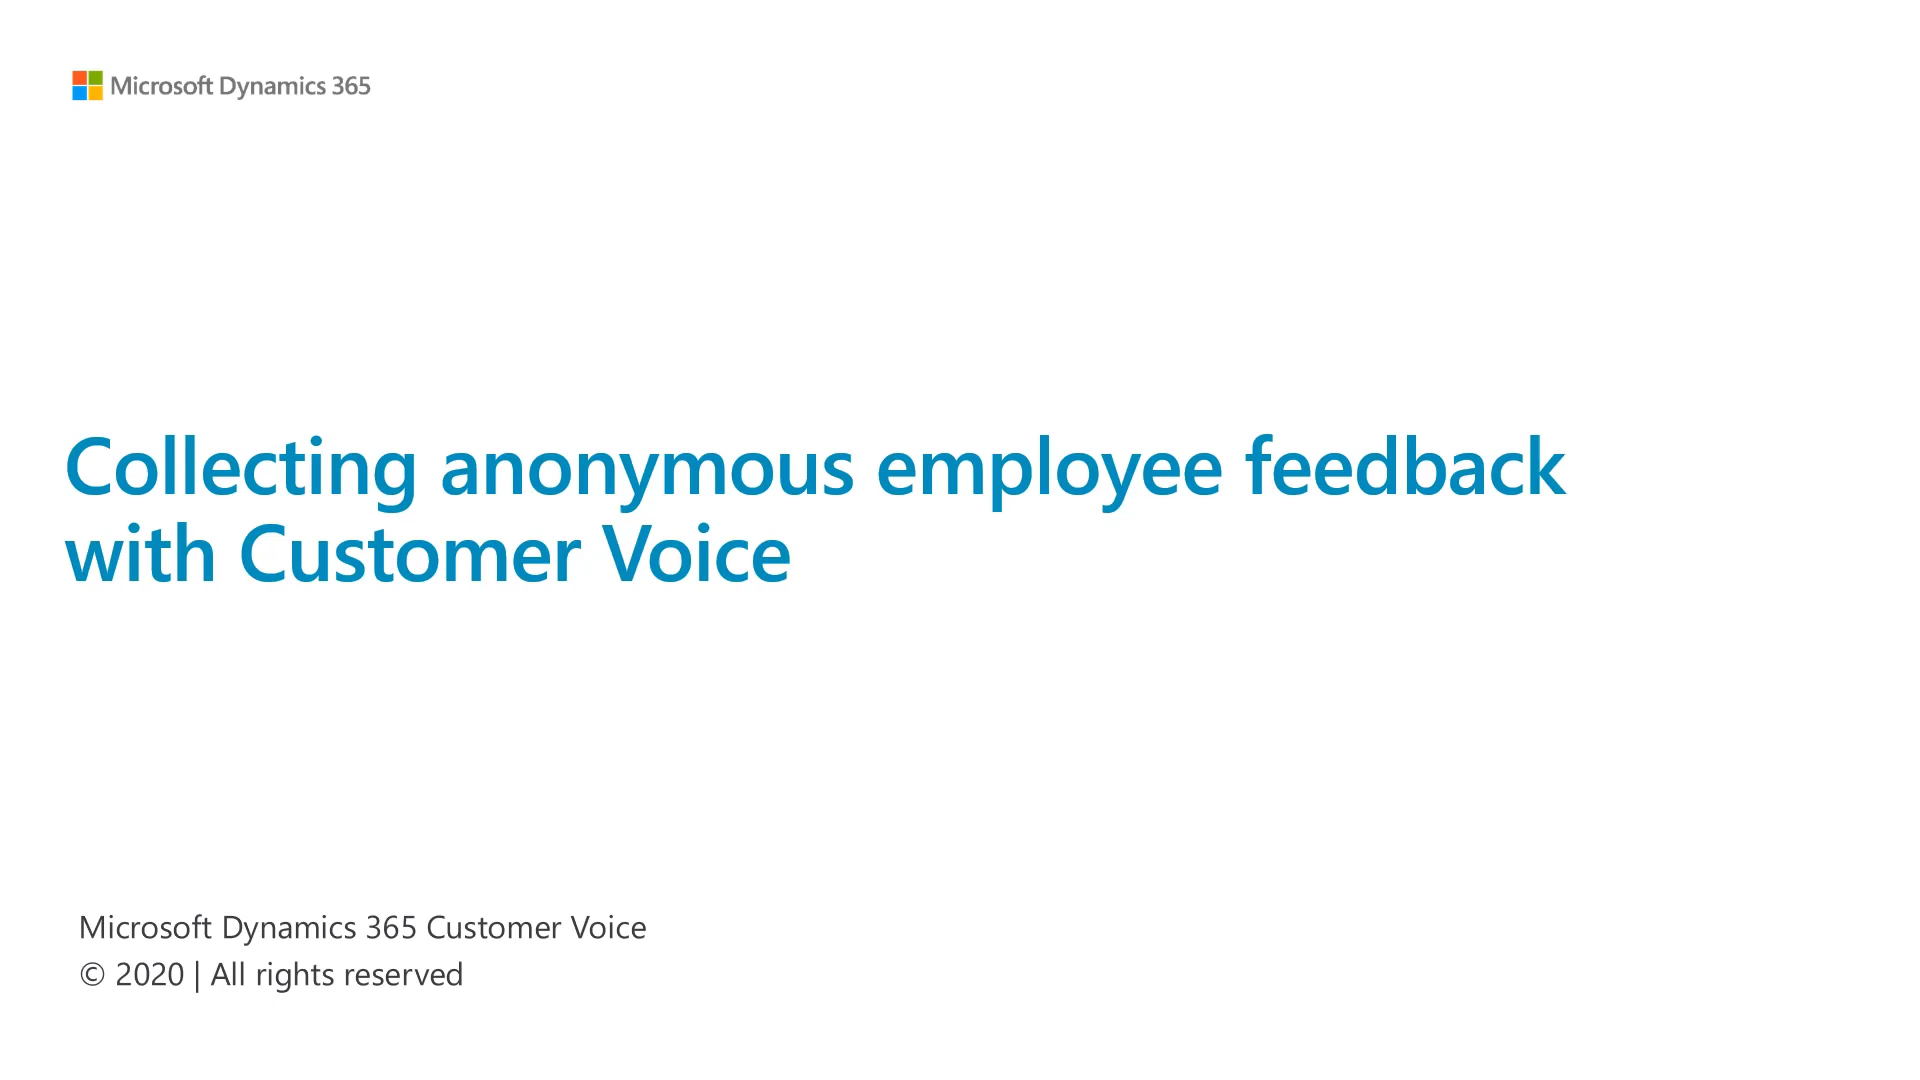 Microsoft Dynamics 365
Collecting anonymous employee feedback
with Customer Voice
Microsoft Dynamics 365 Customer Voice
© 2020 | All rights reserved